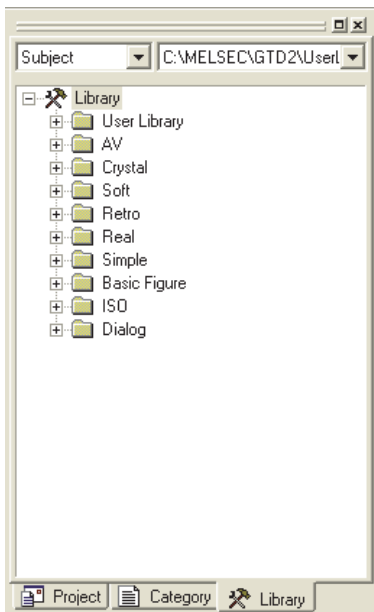 Subject C:\MELSEC\GTD2\UserL
Library
User Library
AV
Crystal
Soft
Retro
Real
Simple
Basic Figure
ISO
Dialog
Project Category Library